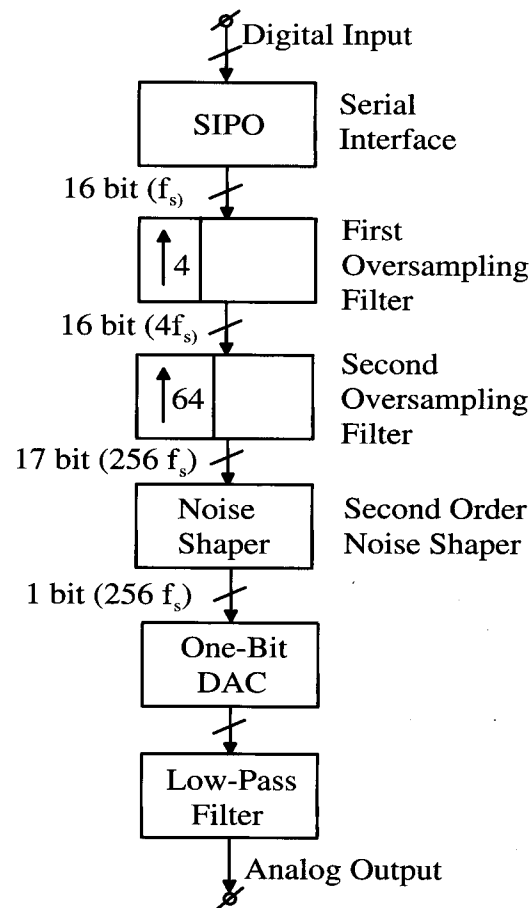 Digital Input
SIPO
Serial
Interface
16 bit (fs)
↑4
First
Oversampling
Filter
16 bit (4fs)
↑64
Second
Oversampling
Filter
17 bit (256 fs)
Noise
Shaper
Second Order
Noise Shaper
1 bit (256 fs)
One-Bit
DAC
Low-Pass
Filter
Analog Output